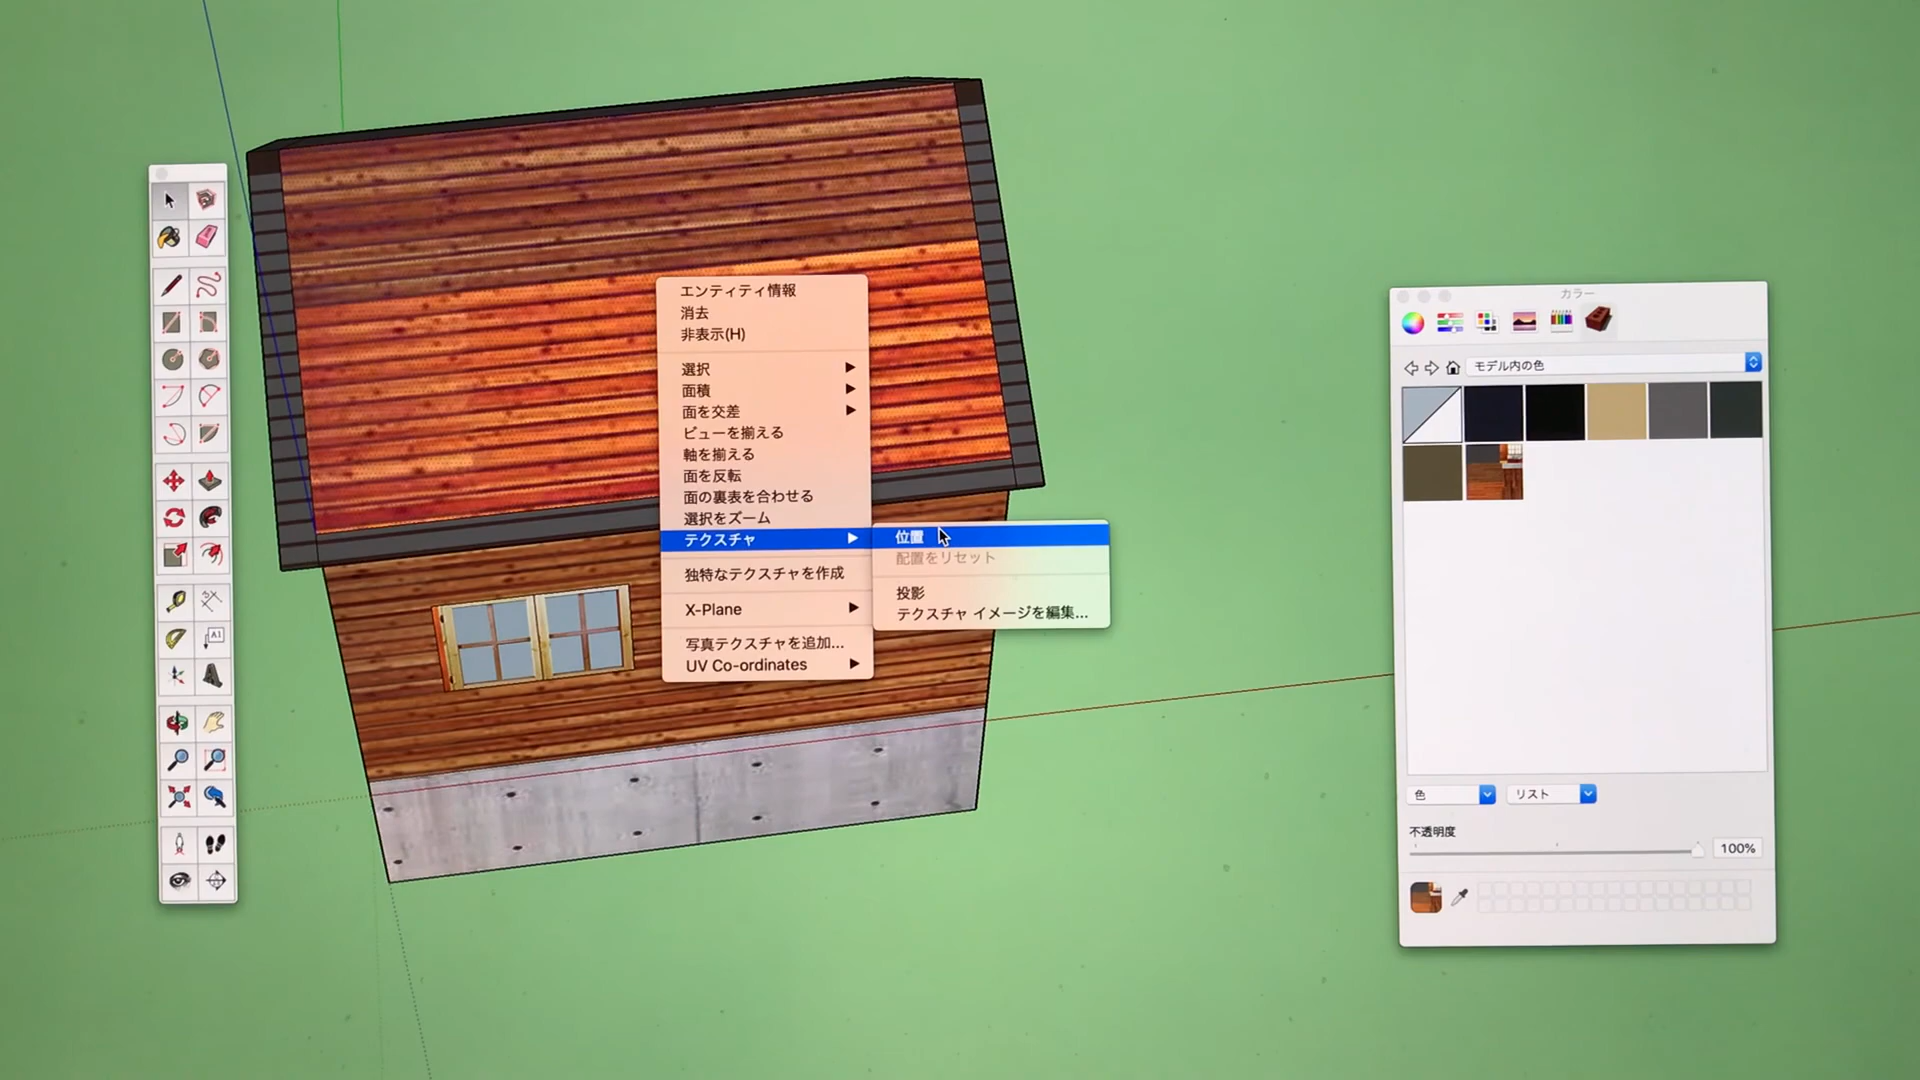 エンティティ情報
消去
非表示(H)
選択
面積
面を交差
ビューを揃える
軸を揃える
面を反転
面の裏表を合わせる
選択をズーム
テクスチャ
独特なテクスチャを作成
X-Plane
写真テクスチャを追加...
UV Co-ordinates
位置
配置をリセット
投影
テクスチャ イメージを編集...
カラー
モデル内の色
色
リスト
不透明度
100%
A1
A